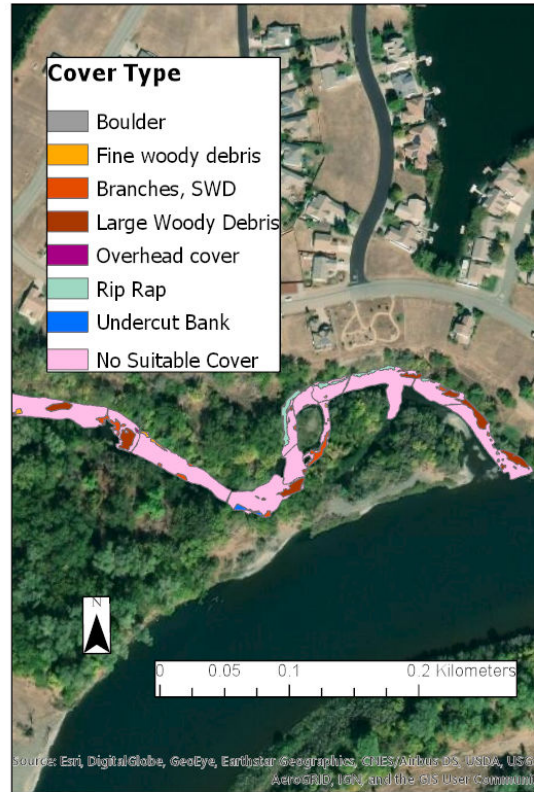 Cover Type
Boulder
Fine woody debris
Branches, SWD
Large Woody Debris
Overhead cover
Rip Rap
Undercut Bank
No Suitable Cover
N
0 0.05 0.1 0.2 Kilometers
Source: Esri, DigitalGlobe, GeoEye, Earthstar Geographics, CNES/Airbus DS, USDA, USG
AeroGRID, IGN, and the GIS User Communi